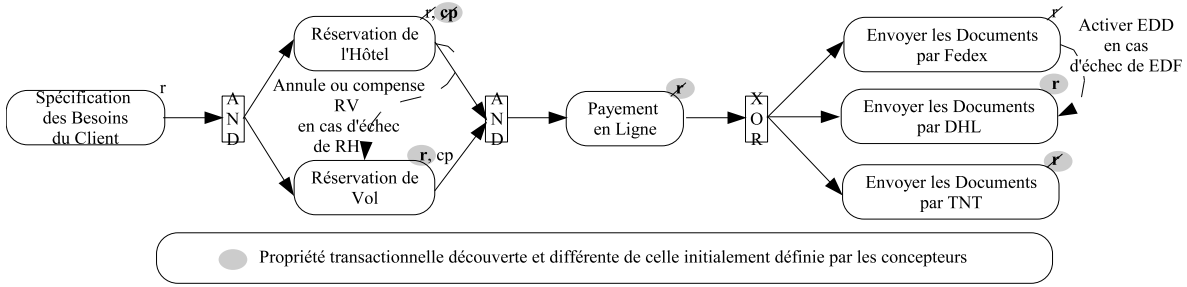 r
Spécification
des Besoins
du Client
AND
r, cp
Réservation de
l'Hôtel
Annule ou compense
RV
en cas d'échec
de RH
r, cp
Réservation de
Vol
AND
r
Payement
en Ligne
XOR
r
Envoyer les Documents
par Fedex
Activer EDD
en cas
d'échec de EDF
r
Envoyer les Documents
par DHL
r
Envoyer les Documents
par TNT
Propriété transactionnelle découverte et différente de celle initialement définie par les concepteurs